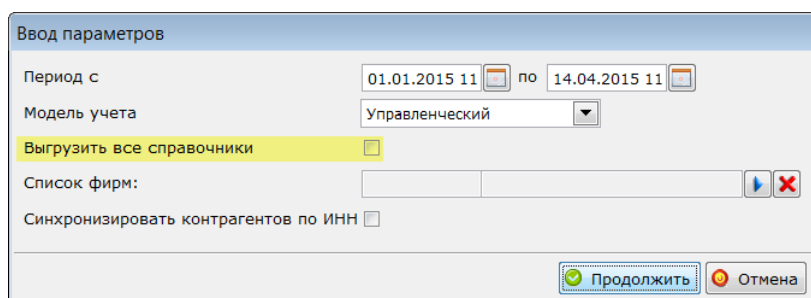 Ввод параметров
Период с 01.01.2015 11 по 14.04.2015 11
Модель учета Управленческий
Выгрузить все справочники
Список фирм:
Синхронизировать контрагентов по ИНН
Продолжить Отмена